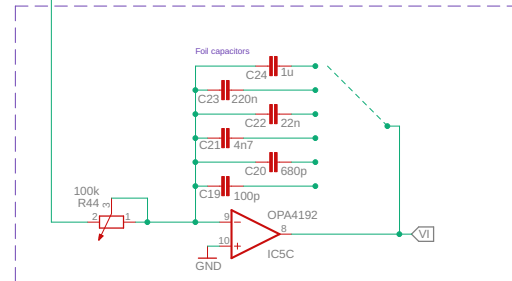 Foil capacitors
C24 1u
C23 220n
C22 22n
C21 4n7
C20 680p
C19 100p
100k
R44
3
2 1
9 OPA4192
8
VI
10
GND
IC5C